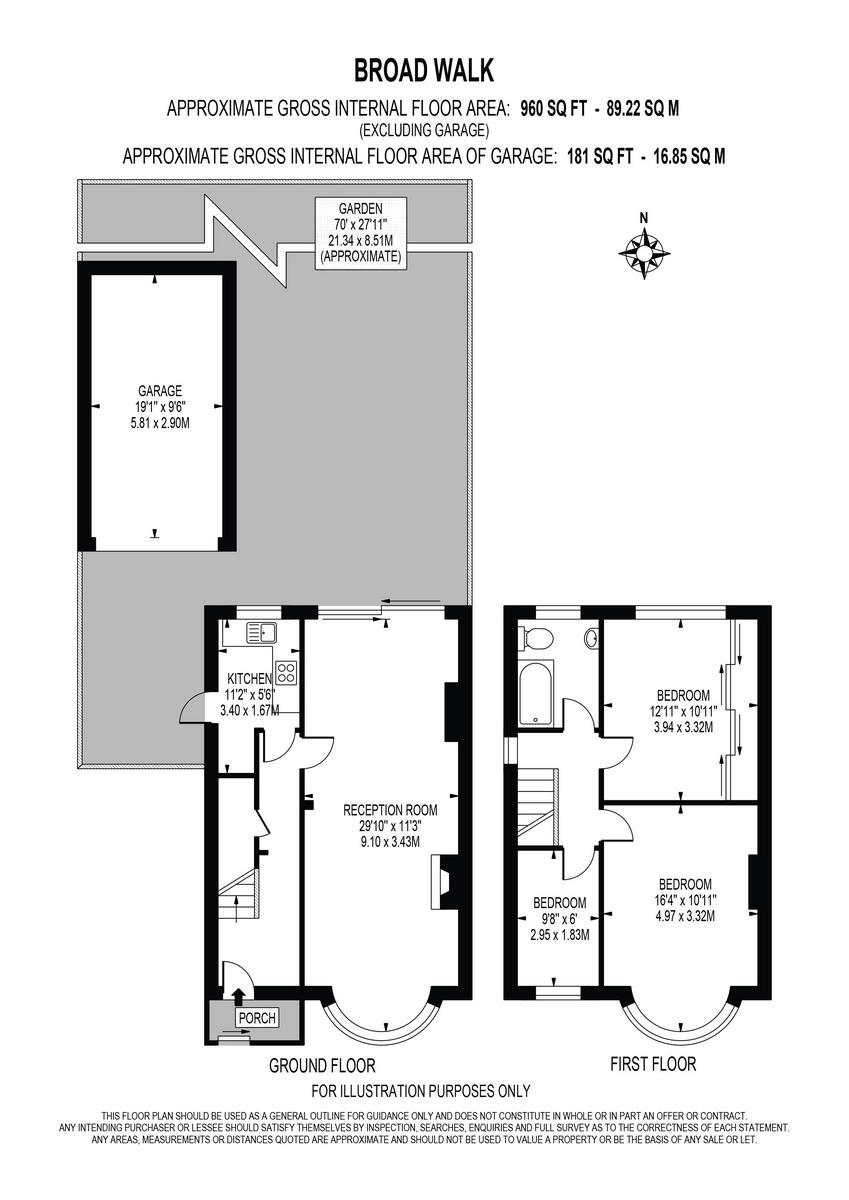 BROAD WALK
APPROXIMATE GROSS INTERNAL FLOOR AREA: 960 SQ FT - 89.22 SQ M
(EXCLUDING GARAGE)
APPROXIMATE GROSS INTERNAL FLOOR AREA OF GARAGE: 181 SQ FT - 16.85 SQ M
GARDEN
70' x 27'11"
21.34 x 8.51M
(APPROXIMATE)
N
GARAGE
19'1" x 9'6"
5.81 x 2.90M
KITCHEN
11'2" x 5'6"
3.40 x 1.67M
RECEPTION ROOM
29'10" x 11'3"
9.10 x 3.43M
PORCH
GROUND FLOOR
BEDROOM
12'11" x 10'11"
3.94 x 3.32M
BEDROOM
16'4" x 10'11"
4.97 x 3.32M
BEDROOM
9'8" x 6'
2.95 x 1.83M
FIRST FLOOR
FOR ILLUSTRATION PURPOSES ONLY
THIS FLOOR PLAN SHOULD BE USED AS A GENERAL OUTLINE FOR GUIDANCE ONLY AND DOES NOT CONSTITUTE IN WHOLE OR IN PART AN OFFER OR CONTRACT.
ANY INTENDING PURCHASER OR LESSEE SHOULD SATISFY THEMSELVES BY INSPECTION, SEARCHES, ENQUIRIES AND FULL SURVEY AS TO THE CORRECTNESS OF EACH STATEMENT.
ANY AREAS, MEASUREMENTS OR DISTANCES QUOTED ARE APPROXIMATE AND SHOULD NOT BE USED TO VALUE A PROPERTY OR BE THE BASIS OF ANY SALE OR LET.